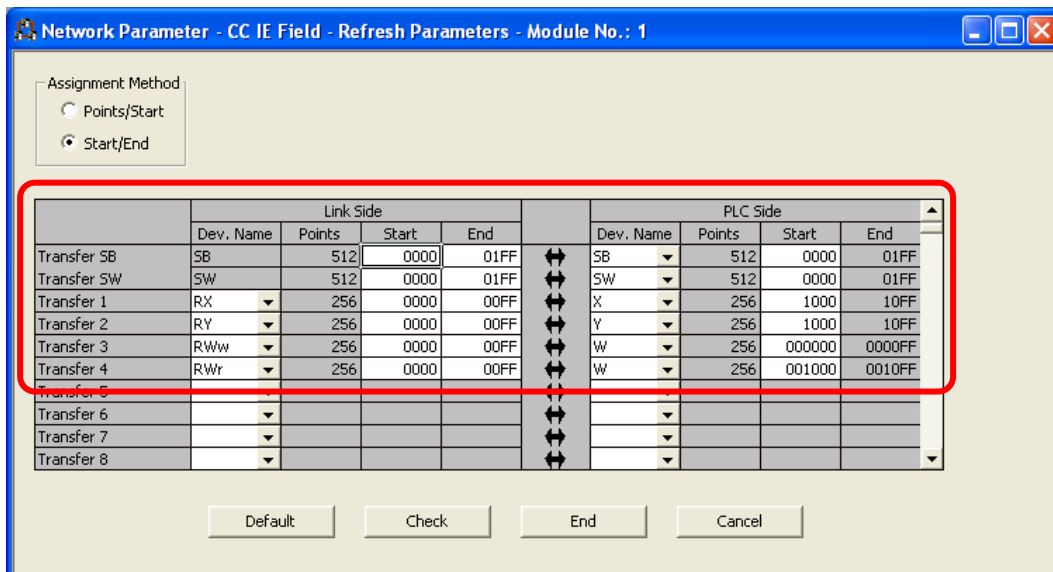 Network Parameter - CC IE Field - Refresh Parameters - Module No.: 1
Assignment Method
Points/Start
Start/End
Link Side PLC Side
Dev. Name Points Start End Dev. Name Points Start End
Transfer SB SB 512 0000 01FF SB 512 0000 01FF
Transfer SW SW 512 0000 01FF SW 512 0000 01FF
Transfer 1 RX 256 0000 00FF X 256 1000 10FF
Transfer 2 RY 256 0000 00FF Y 256 1000 10FF
Transfer 3 RWw 256 0000 00FF W 256 000000 0000FF
Transfer 4 RWr 256 0000 00FF W 256 001000 0010FF
Transfer 5
Transfer 6
Transfer 7
Transfer 8
Default Check End Cancel